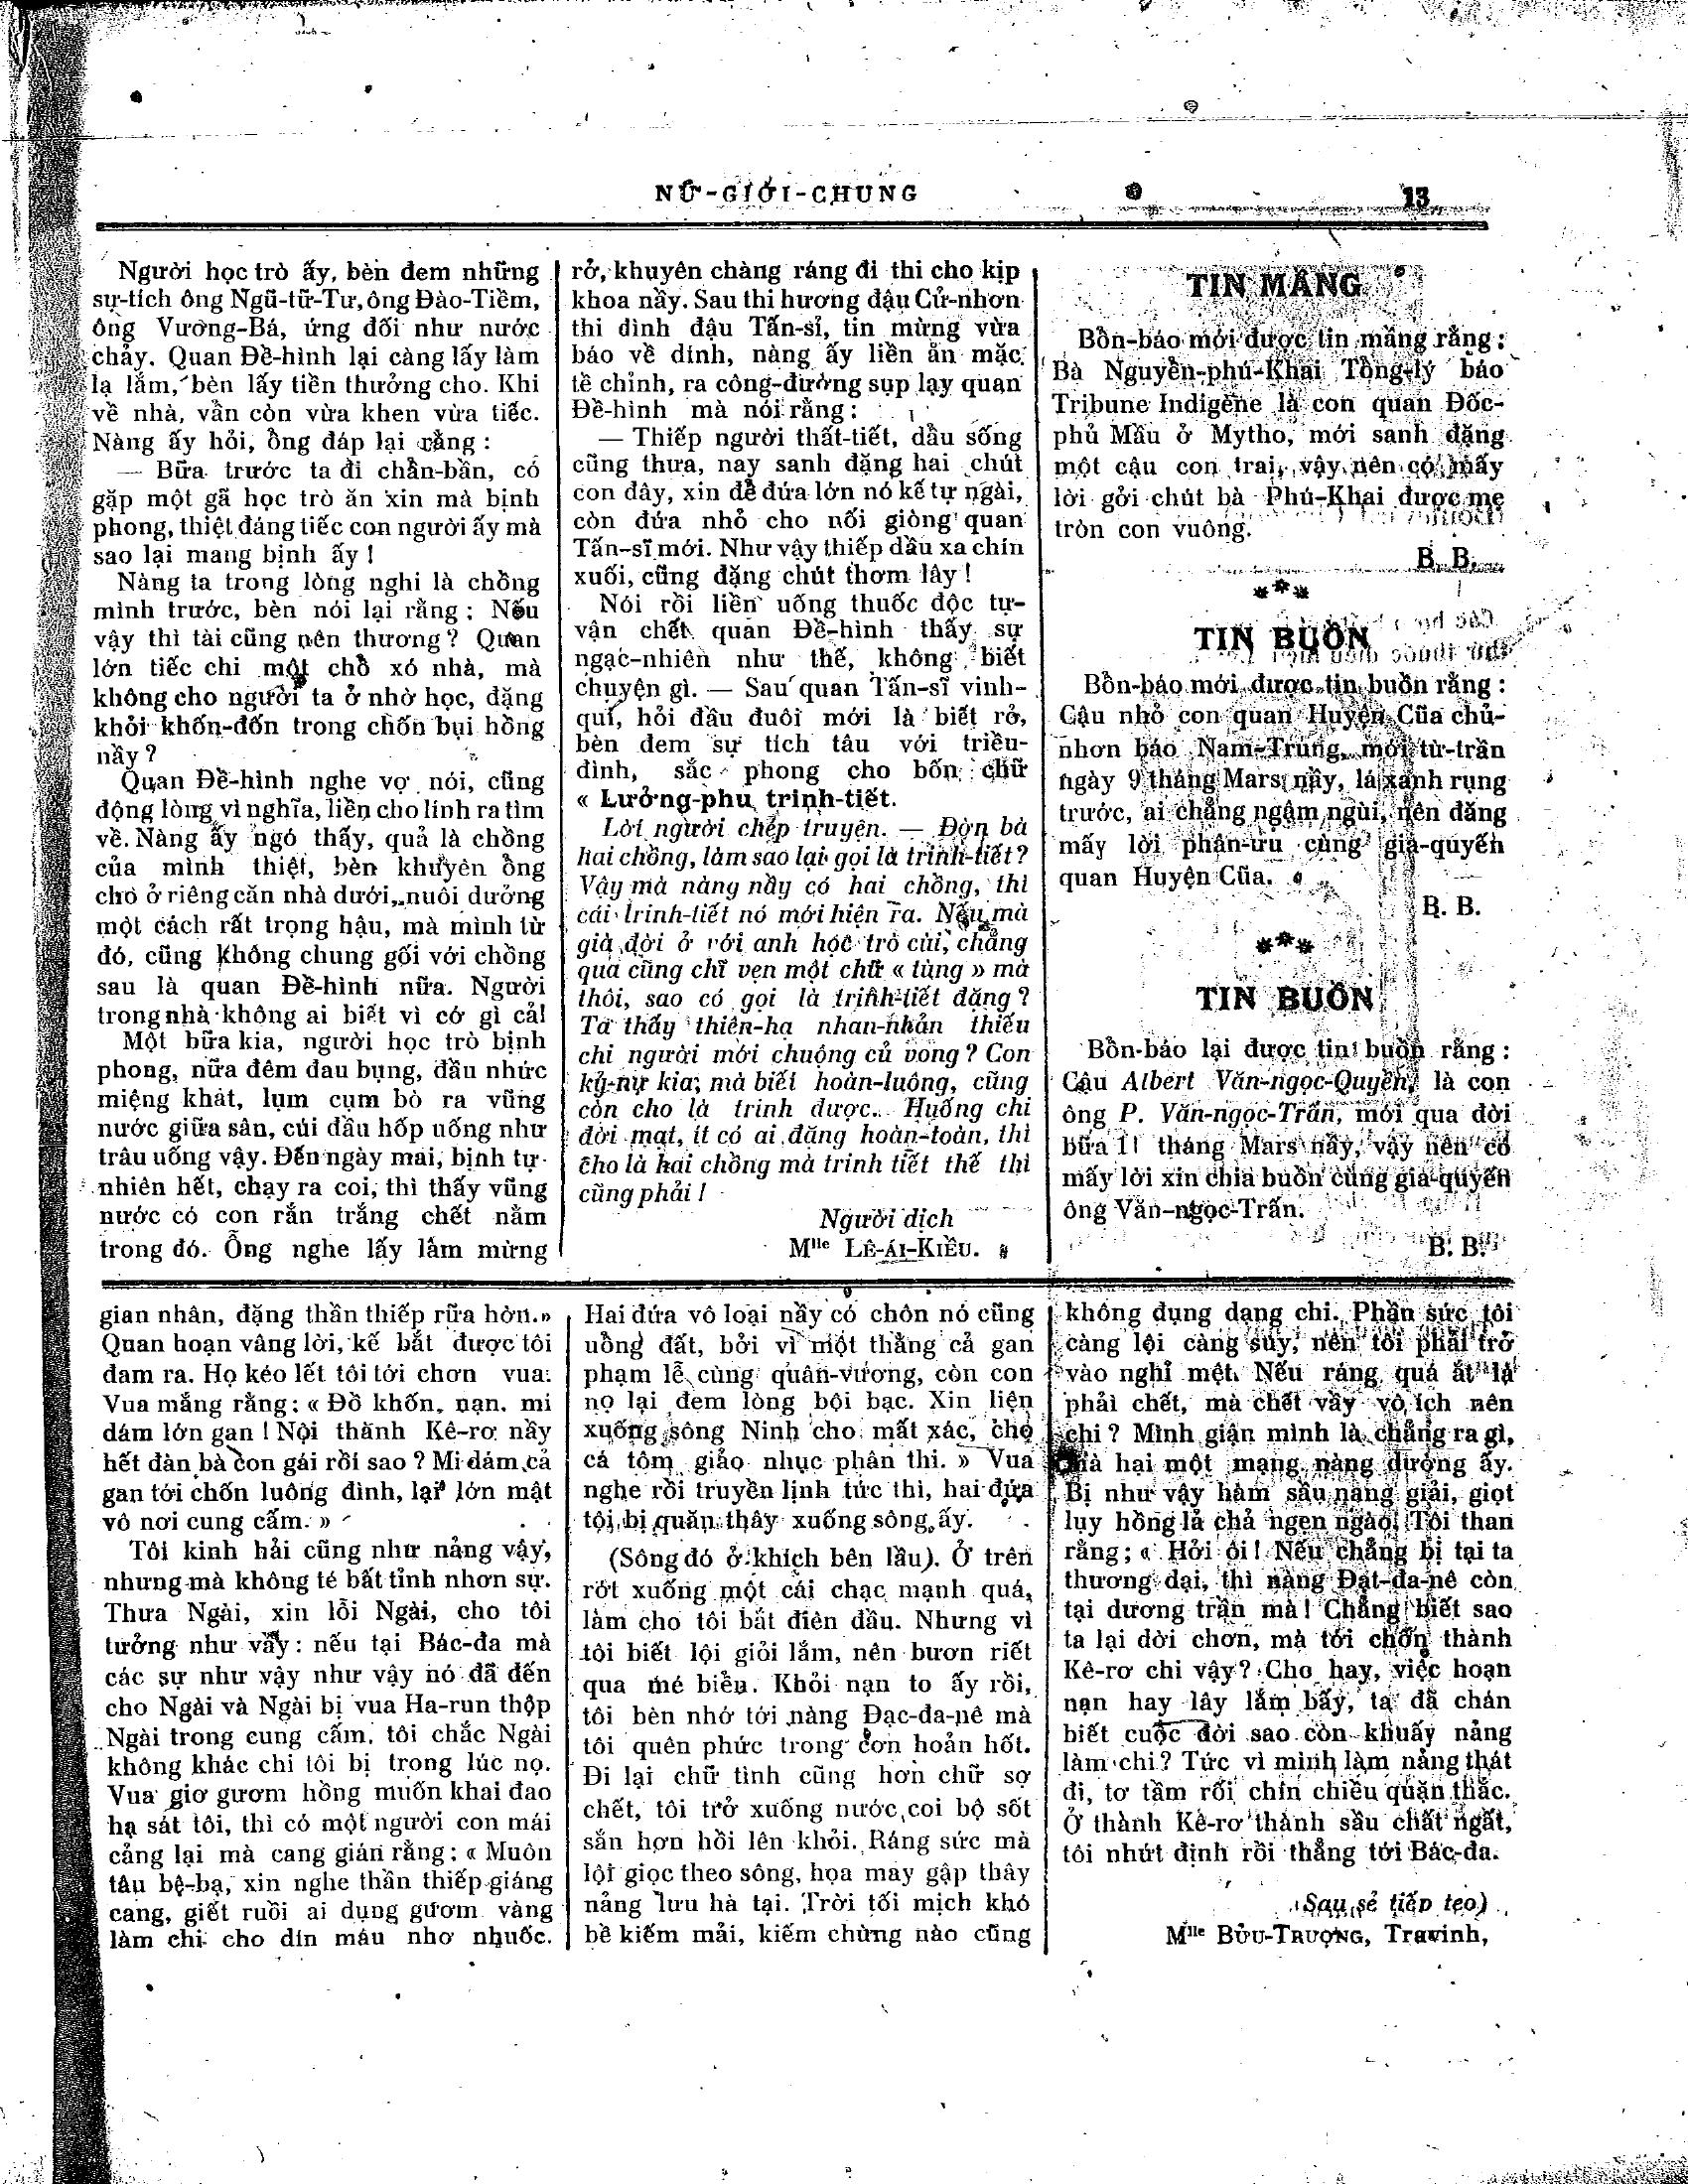 NỮ-GIỚI-CHUNG
13
Người học trò ấy, bèn đem những
sự-tích ông Ngũ-tử-Tư, ông Đào-Tiềm,
ông Vương-Bá, ứng đối như nước
chảy. Quan Đề-hình lại càng lấy làm
lạ lắm, bèn lấy tiền thưởng cho. Khi
về nhà, vẫn còn vừa khen vừa tiếc.
Nàng ấy hỏi, ồng đáp lại rằng :
— Bữa trước ta đi chẩn-bần, có
gặp một gã học trò ăn xin mà bịnh
phong, thiệt đáng tiếc con người ấy mà
sao lại mang bịnh ấy !
Nàng ta trong lòng nghi là chồng
mình trước, bèn nói lại rằng : Nếu
vậy thì tài cũng nên thương ? Quan
lớn tiếc chi một chỗ xó nhà, mà
không cho người ta ở nhờ học, đặng
khỏi khốn-đốn trong chốn bụi hồng
nầy ?
Quan Đề-hình nghe vợ nói, cũng
động lòng vì nghĩa, liền cho lính ra tìm
về. Nàng ấy ngó thấy, quả là chồng
của mình thiệt, bèn khuyên ồng
cho ở riêng căn nhà dưới, nuôi dưởng
một cách rất trọng hậu, mà mình từ
đó, cũng không chung gối với chồng
sau là quan Đề-hình nữa. Người
trong nhà không ai biết vì cớ gì cả!
Một bữa kia, người học trò bịnh
phong, nữa đêm đau bụng, đầu nhức
miệng khát, lụm cụm bò ra vũng
nước giữa sân, cúi đầu hốp uống như
trâu uống vậy. Đến ngày mai, bịnh tự-
nhiên hết, chạy ra coi, thì thấy vũng
nước có con rắn trắng chết nằm
trong đó. Ồng nghe lấy làm mừng
rở, khuyên chàng ráng đi thi cho kịp
khoa nầy. Sau thi hương đậu Cử-nhơn
thi đình đậu Tấn-sỉ, tin mừng vừa
báo về dinh, nàng ấy liền ăn mặc
tề chỉnh, ra công-đường sụp lạy quan
Đề-hình mà nói rằng :
— Thiếp người thất-tiết, dầu sống
cũng thưa, nay sanh đặng hai chút
con đây, xin để đứa lớn nó kế tự ngài,
còn đứa nhỏ cho nối giòng quan
Tấn-sĩ mới. Như vậy thiếp dầu xa chín
xuối, cũng đặng chút thơm lây !
Nói rồi liền uống thuốc độc tự-
vận chết quan Đề-hình thấy sự
ngạc-nhiên như thế, không biết
chuyện gì. — Sau quan Tấn-sĩ vinh-
qui, hỏi đầu đuôi mới là biết rở,
bèn đem sự tích tâu với triều-
đình, sắc phong cho bốn chữ
« Lưởng-phu trinh-tiết.
Lời người chép truyện. — Đờn bà
hai chồng, làm sao lại gọi là trinh-tiết ?
Vậy mà nàng nầy có hai chồng, thì
cái trinh-tiết nó mới hiện ra. Nếu mà
già đời ở với anh học trò cùi, chẳng
qua cũng chĩ vẹn một chữ « tùng » mà
thôi, sao có gọi là trinh-tiết đặng ?
Ta thấy thiên-hạ nhan-nhản thiếu
chi người mới chuộng củ vong ? Con
kỷ-nự kia, mà biết hoàn-luông, cũng
còn cho là trinh được. Huống chi
đời mạt, ít có ai đặng hoàn-toàn, thì
cho là hai chồng mà trinh tiết thế thì
cũng phải !
Người dịch
Mlle LÊ-ÁI-KIỀU.
TIN MẦNG
Bổn-báo mới được tin mầng rằng :
Bà Nguyễn-phú-Khai Tổng-lý báo
Tribune Indigène là con quan Đốc-
phủ Mầu ở Mytho, mới sanh đặng
một cậu con trai, vậy nên có mấy
lời gởi chút bà Phú-Khai được mẹ
tròn con vuông.
B. B.
***
TIN BUỒN
Bổn-báo mới được tin buồn rằng :
Cậu nhỏ con quan Huyện Cũa chủ-
nhơn báo Nam-Trung, mới từ-trần
ngày 9 tháng Mars nầy, lá xanh rụng
trước, ai chẳng ngậm ngùi, nên đăng
mấy lời phân-ưu cùng gia-quyến
quan Huyện Cũa.
B. B.
***
TIN BUỒN
Bổn-báo lại được tin buồn rằng :
Cậu Albert Văn-ngọc-Quyền, là con
ông P. Văn-ngọc-Trấn, mới qua đời
bữa 11 tháng Mars nầy, vậy nên có
mấy lời xin chia buồn cùng gia-quyến
ông Văn-ngọc-Trấn.
B. B.
gian nhân, đặng thần thiếp rữa hờn.»
Quan hoạn vâng lời, kế bắt được tôi
đam ra. Họ kéo lết tôi tới chơn vua.
Vua mắng rằng : « Đồ khốn nạn, mi
dám lớn gan ! Nội thành Kê-rơ nầy
hết đàn bà con gái rồi sao ? Mi dám cả
gan tới chốn luông đình, lại lớn mật
vô nơi cung cấm. »
Tôi kinh hải cũng như nàng vậy,
nhưng mà không té bất tỉnh nhơn sự.
Thưa Ngài, xin lỗi Ngài, cho tôi
tưởng như vầy : nếu tại Bác-đa mà
các sự như vậy như vậy nó đã đến
cho Ngài và Ngài bị vua Ha-run thộp
Ngài trong cung cấm, tôi chắc Ngài
không khác chi tôi bị trong lúc nọ.
Vua giơ gươm hồng muốn khai đao
hạ sát tôi, thì có một người con mái
cảng lại mà cang gián rằng : « Muôn
tâu bệ-hạ, xin nghe thần thiếp giáng
cang, giết ruồi ai dụng gươm vàng
làm chi cho dín máu nhơ nhuốc.
Hai đứa vô loại nầy có chôn nó cũng
uổng đất, bởi vì một thằng cả gan
phạm lễ cùng quân-vương, còn con
nọ lại đem lòng bội bạc. Xin liện
xuống sông Ninh cho mất xác, cho
cá tôm giảo nhục phân thi. » Vua
nghe rồi truyền lịnh tức thì, hai đứa
tôi bị quăn thây xuống sông ấy.
(Sông đó ở khích bên lầu). Ở trên
rớt xuống một cái chạc mạnh quá,
làm cho tôi bắt điên đầu. Nhưng vì
tôi biết lội giỏi lắm, nên bươn riết
qua mé biển. Khỏi nạn to ấy rồi,
tôi bèn nhớ tới nàng Đạc-đa-nê mà
tôi quên phức trong cơn hoản hốt.
Đi lại chữ tình cũng hơn chữ sợ
chết, tôi trở xuống nước coi bộ sốt
sắn hơn hồi lên khỏi. Ráng sức mà
lội giọc theo sông, họa may gặp thây
nàng lưu hà tại. Trời tối mịch khó
bề kiếm mải, kiếm chừng nào cũng
không đụng dạng chi. Phần sức tôi
càng lội càng suy, nên tôi phải trở
vào nghỉ mệt. Nếu ráng quá ắt là
phải chết, mà chết vầy vô ích nên
chi ? Mình giận mình là chẳng ra gì,
mà hại một mạng nàng dường ấy.
Bị như vậy hàm sầu nang giải, giọt
lụy hồng lả chả ngẹn ngào. Tôi than
rằng : « Hởi ôi ! Nếu chẳng bị tại ta
thương dại, thì nàng Đạt-đa-nê còn
tại dương trần mà ! Chẳng biết sao
ta lại dời chơn, mà tới chốn thành
Kê-rơ chi vậy ? Cho hay, việc hoạn
nạn hay lây lắm bấy, ta đã chán
biết cuộc đời sao còn khuấy nàng
làm chi ? Tức vì mình làm nàng thát
đi, tơ tằm rối chín chiều quặn thắc.
Ở thành Kê-rơ thành sầu chất ngất,
tôi nhứt định rồi thẳng tới Bác-đa.
(Sau sẻ tiếp teo)
Mlle BỬU-TRƯỢNG, Travinh,